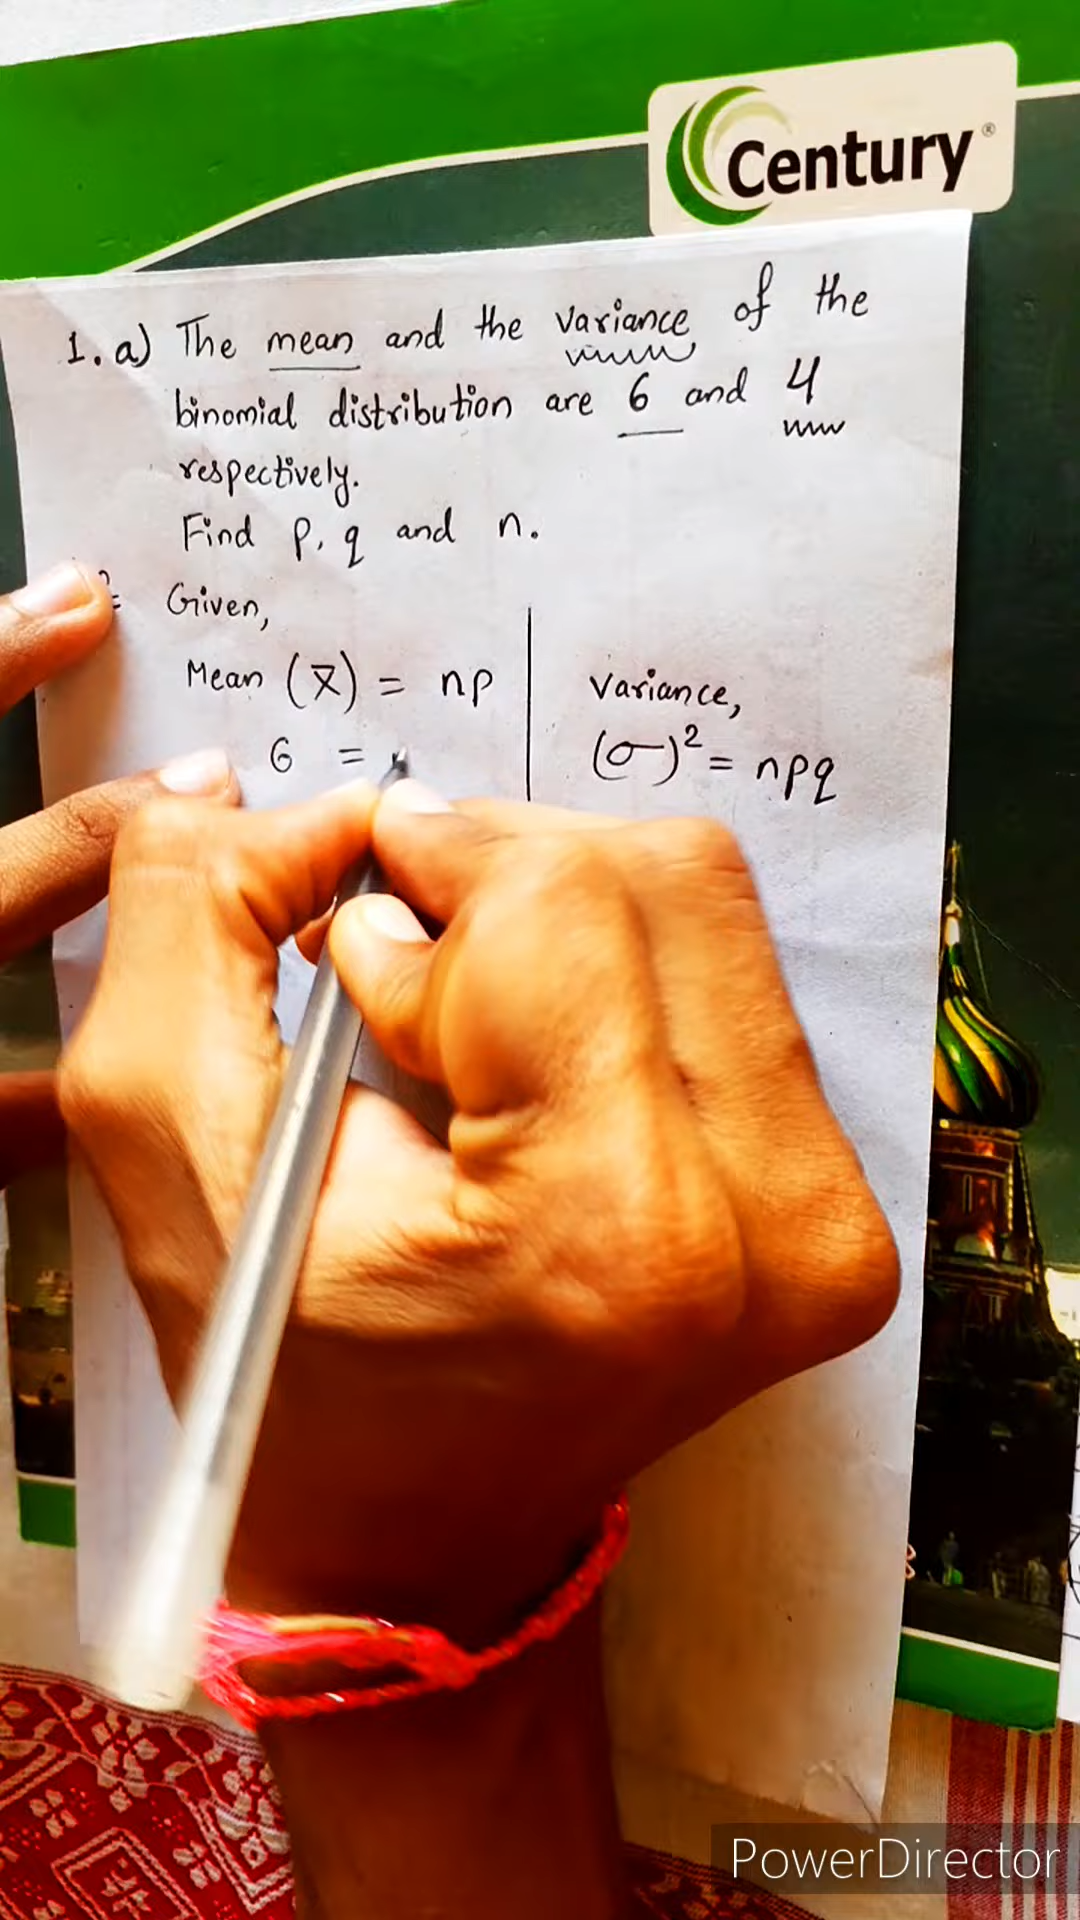 Century®
1. a) The mean and the variance of the
binomial distribution are 6 and 4
respectively.
Find p, q and n.
Given,
Mean (x̄) = np
6 =
Variance,
(σ)² = npq
PowerDirector